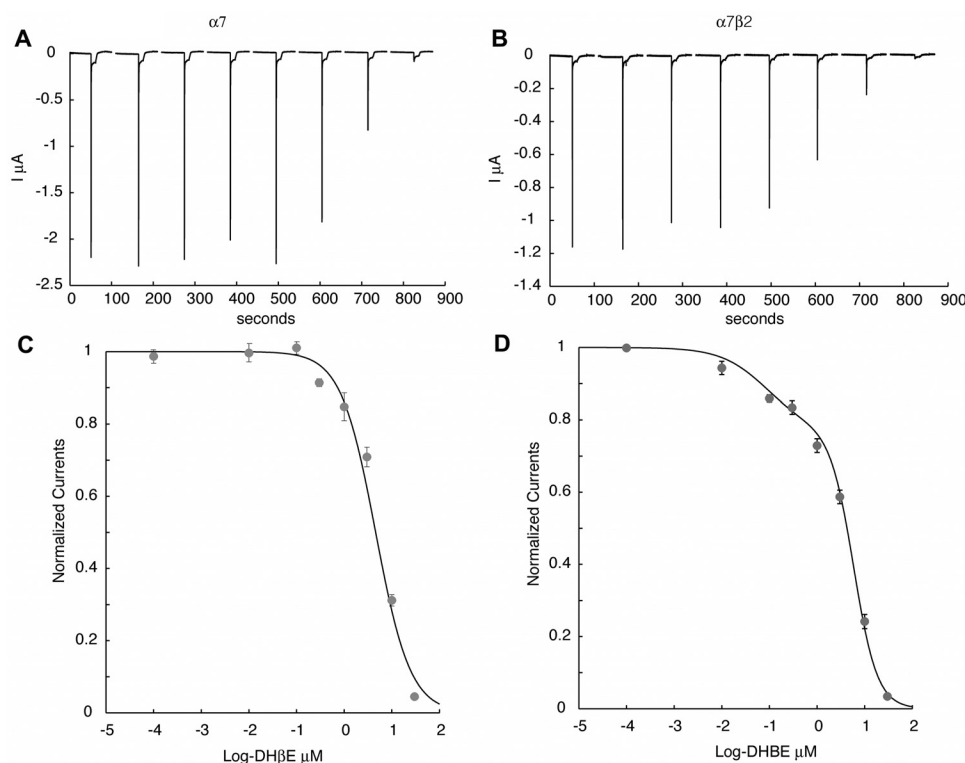 α7
α7β2
A
B
0
-0.5
-1
-1.5
-2
-2.5
I µA
0 100 200 300 400 500 600 700 800 900
seconds
0
-0.2
-0.4
-0.6
-0.8
-1.0
-1.2
-1.4
I µA
0 100 200 300 400 500 600 700 800 900
seconds
C
D
1
0.8
0.6
0.4
0.2
0
Normalized Currents
-5 -4 -3 -2 -1 0 1 2
Log-DHβE µM
1
0.8
0.6
0.4
0.2
0
Normalized Currents
-5 -4 -3 -2 -1 0 1 2
Log-DHBE µM